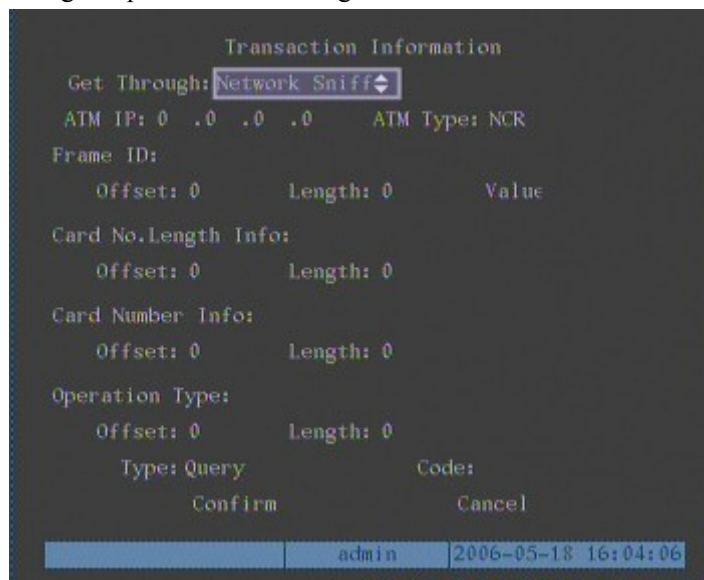 Transaction Information
Get Through: Network Sniff
ATM IP: 0 .0 .0 .0 ATM Type: NCR
Frame ID:
Offset: 0 Length: 0 Value
Card No.Length Info:
Offset: 0 Length: 0
Card Number Info:
Offset: 0 Length: 0
Operation Type:
Offset: 0 Length: 0
Type: Query Code:
Confirm Cancel
admin 2006-05-18 16:04:06